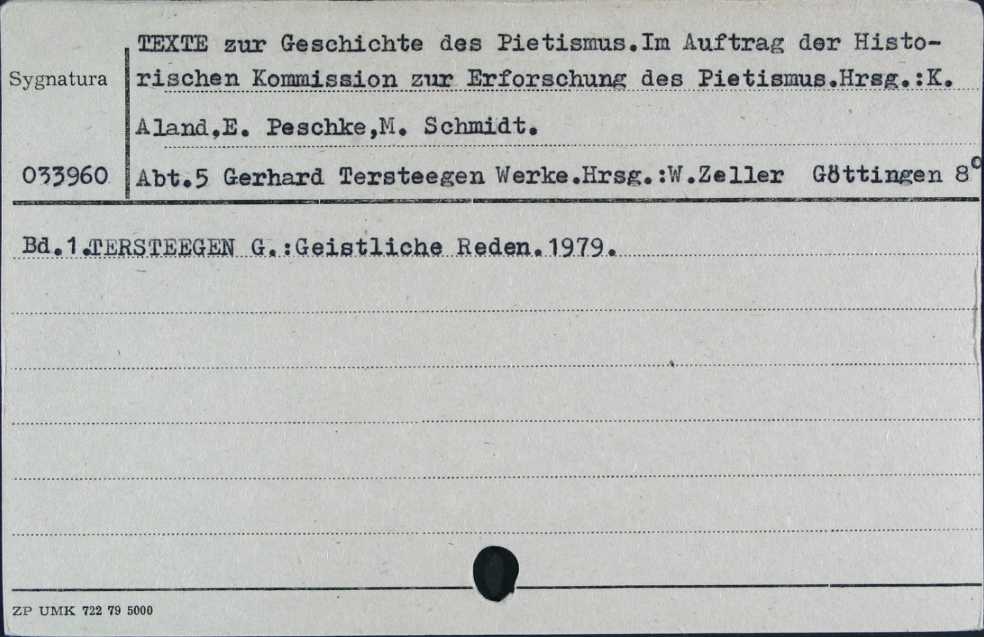 TEXTE zur Geschichte des Pietismus.Im Auftrag der Histo-
Sygnatura
rischen Kommission zur Erforschung des Pietismus.Hrsg.:K.
Aland,E. Peschke,M. Schmidt.
033960
Abt.5 Gerhard Tersteegen Werke.Hrsg.:W.Zeller Göttingen 8°
Bd.1.TERSTEEGEN G.:Geistliche Reden.1979.
ZP UMK 722 79 5000